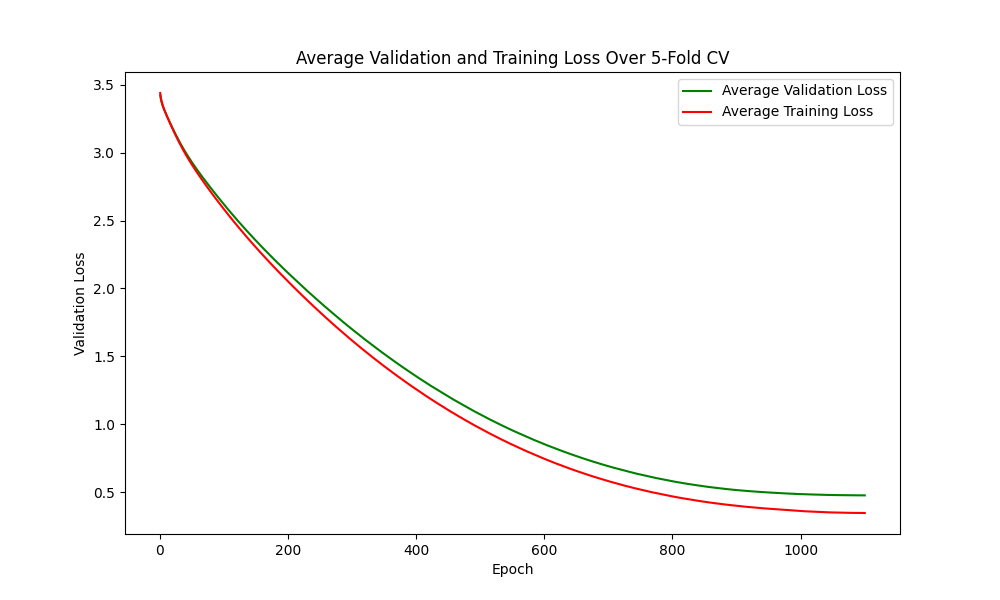 Average Validation and Training Loss Over 5-Fold CV
Average Validation Loss
Average Training Loss
3.5
3.0
2.5
2.0
1.5
1.0
0.5
Validation Loss
0 200 400 600 800 1000
Epoch